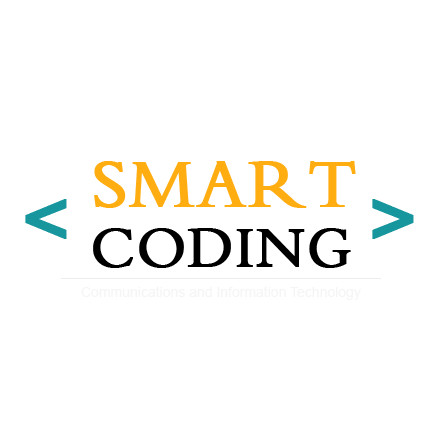 < SMART >
CODING
Communications and Information Technology